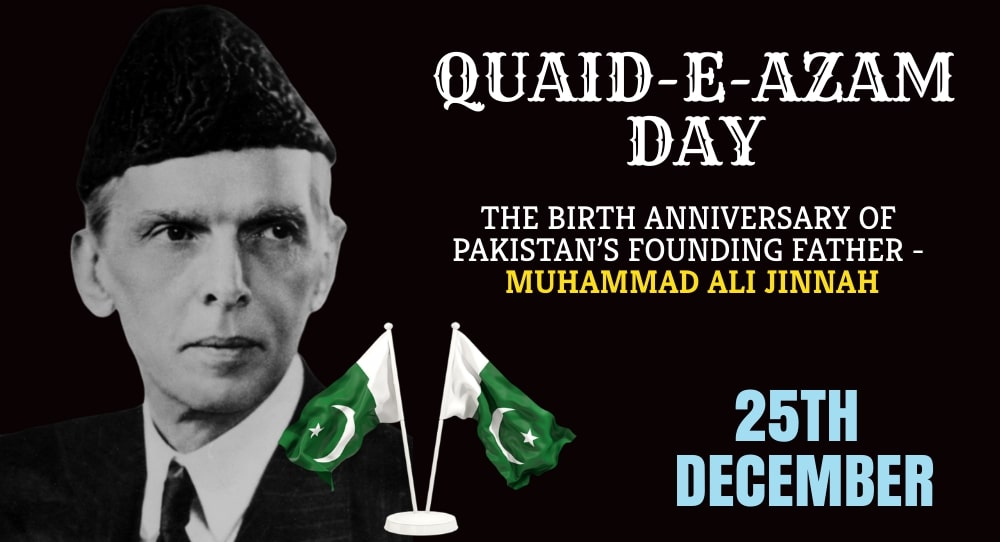 QUAID-E-AZAM
DAY
THE BIRTH ANNIVERSARY OF
PAKISTAN’S FOUNDING FATHER -
MUHAMMAD ALI JINNAH
25TH
DECEMBER